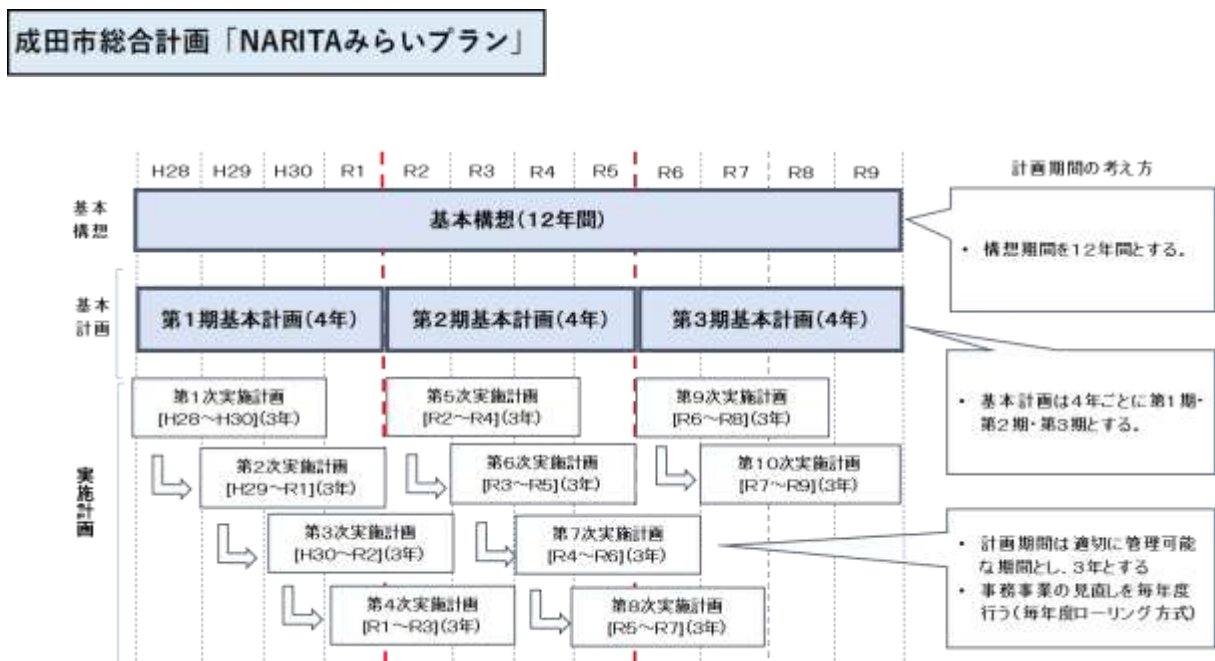 成田市総合計画「NARITAみらいプラン」
H28 H29 H30 R1 R2 R3 R4 R5 R6 R7 R8 R9
計画期間の考え方
基本
構想
基本構想(12年間)
・ 構想期間を12年間とする。
基本
計画
第1期基本計画(4年)
第2期基本計画(4年)
第3期基本計画(4年)
・ 基本計画は4年ごとに第1期・
第2期・第3期とする。
実施計画
第1次実施計画
[H28～H30](3年)
第5次実施計画
[R2～R4](3年)
第9次実施計画
[R6～R8](3年)
第2次実施計画
[H29～R1](3年)
第6次実施計画
[R3～R5](3年)
第10次実施計画
[R7～R9](3年)
第3次実施計画
[H30～R2](3年)
第7次実施計画
[R4～R6](3年)
第4次実施計画
[R1～R3](3年)
第8次実施計画
[R5～R7](3年)
・ 計画期間は適切に管理可能
な期間とし、3年とする
・ 事務事業の見直しを毎年度
行う(毎年度ローリング方式)